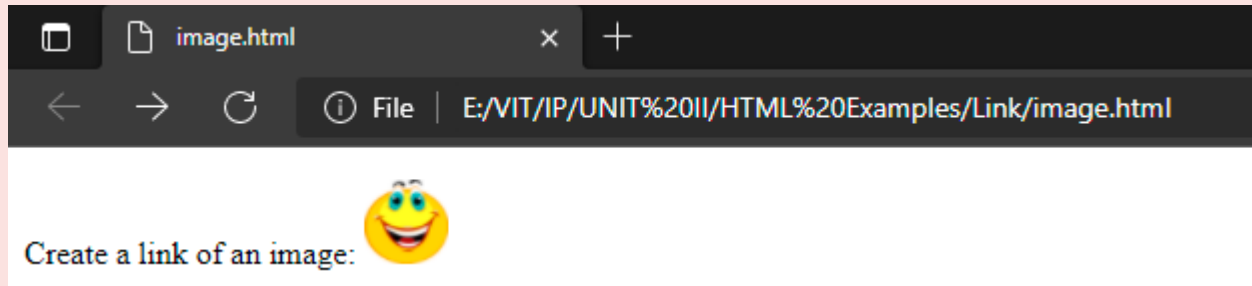 image.html
File E:/VIT/IP/UNIT%20II/HTML%20Examples/Link/image.html
Create a link of an image: